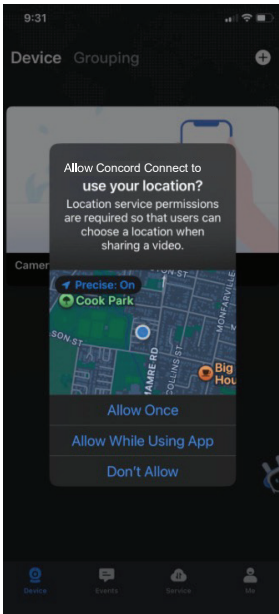 9:31
Device Grouping
Allow Concord Connect to
use your location?
Location service permissions
are required so that users can
choose a location when
sharing a video.
Camer
Precise: On
Cook Park
SON ST
MAMRE RD
COLLINS ST
MONFARVILLE
Big
Hou
Allow Once
Allow While Using App
Don't Allow
Device Events Service Me